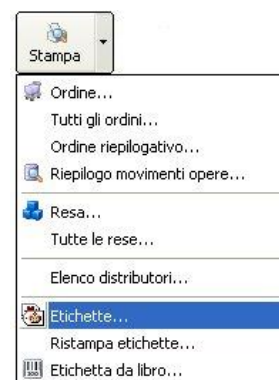 Stampa
Ordine...
Tutti gli ordini...
Ordine riepilogativo...
Riepilogo movimenti opere...
Resa...
Tutte le rese...
Elenco distributori...
Etichette...
Ristampa etichette...
Etichetta da libro...